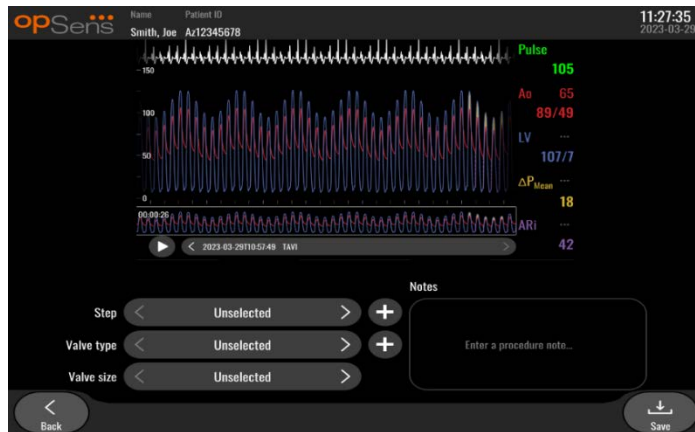 opSens
Name Patient ID
Smith, Joe Az12345678
11:27:35
2023-03-29
Pulse
105
150
100
50
0
Ao 65
89/49
LV ---
107/7
ΔPMean ---
18
ARi ---
42
00:00:26
2023-03-29T10:57:49 TAVI
Notes
Step Unselected
Valve type Unselected
Valve size Unselected
Enter a procedure note...
Back
Save